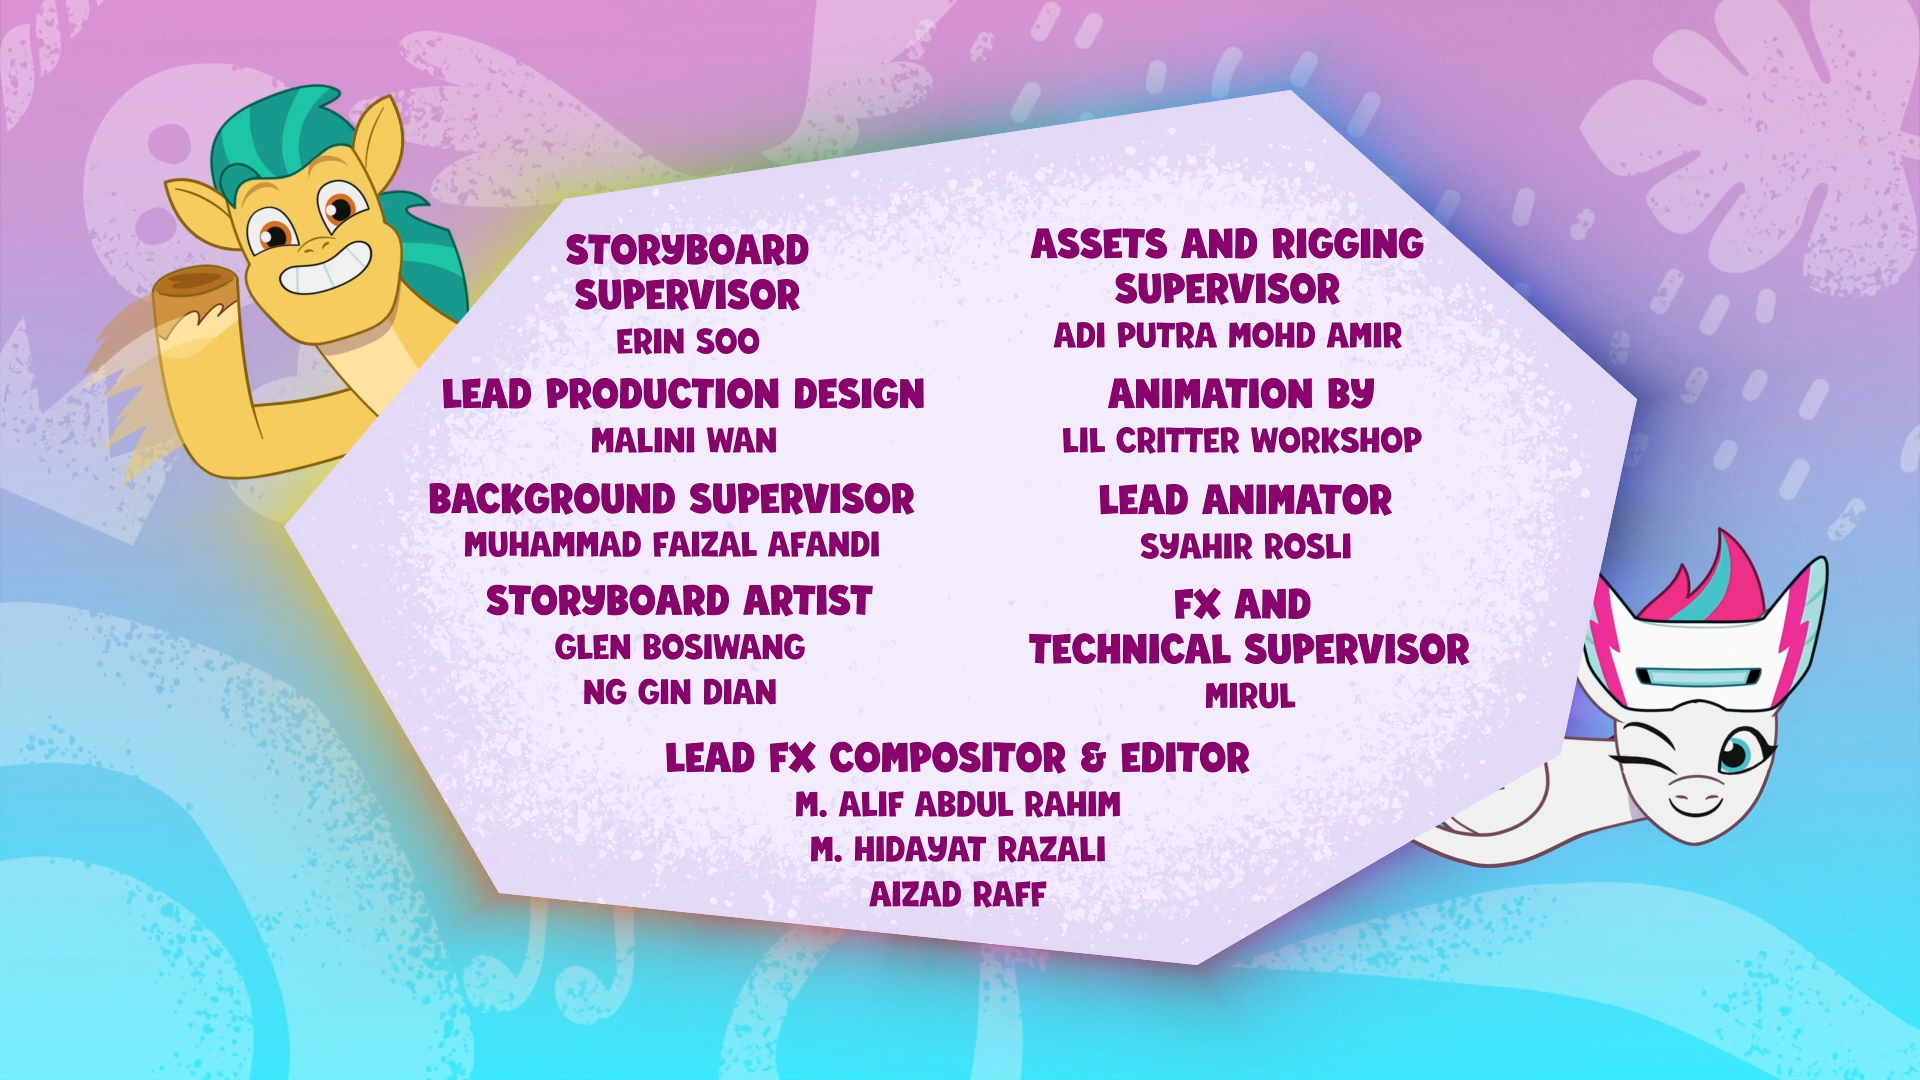 STORYBOARD
SUPERVISOR
ERIN SOO
LEAD PRODUCTION DESIGN
MALINI WAN
BACKGROUND SUPERVISOR
MUHAMMAD FAIZAL AFANDI
STORYBOARD ARTIST
GLEN BOSIWANG
NG GIN DIAN
ASSETS AND RIGGING
SUPERVISOR
ADI PUTRA MOHD AMIR
ANIMATION BY
LIL CRITTER WORKSHOP
LEAD ANIMATOR
SYAHIR ROSLI
FX AND
TECHNICAL SUPERVISOR
MIRUL
LEAD FX COMPOSITOR & EDITOR
M. ALIF ABDUL RAHIM
M. HIDAYAT RAZALI
AIZAD RAFF